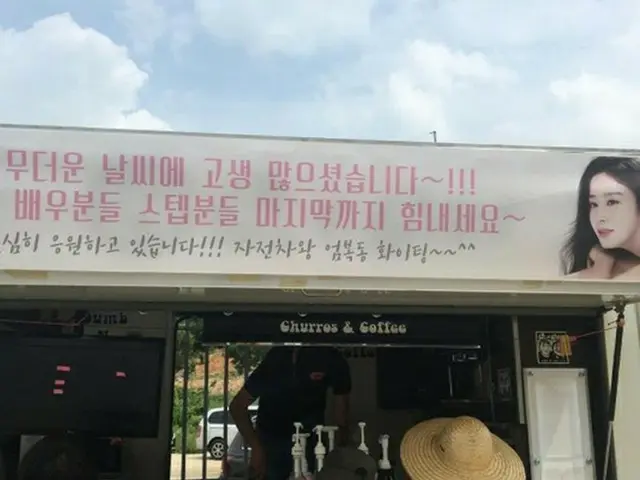 무더운 날씨에 고생 많으셨습니다~!!!
배우분들 스텝분들 마지막까지 힘내세요~
심히 응원하고 있습니다!!! 자전차왕 엄복동 화이팅~~^^
Churros & Coffee